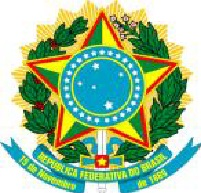 REPUBLICA FEDERATIVA DO BRASIL
15 de Novembro
de 1889